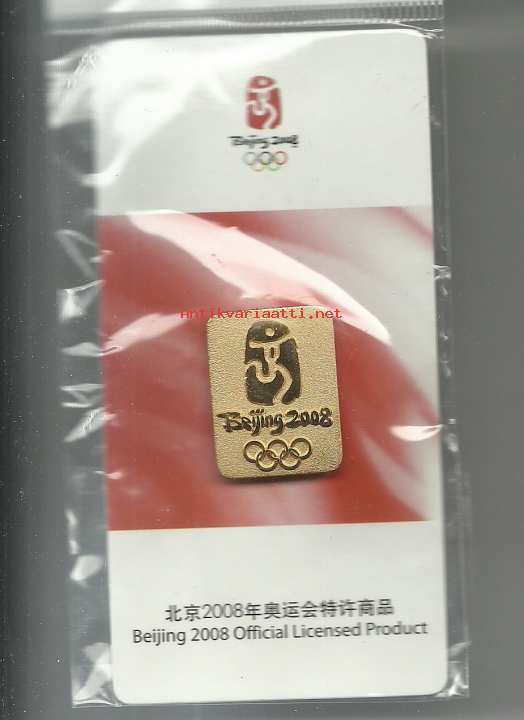 Beijing 2008
antikvariaatti.net
Beijing 2008
北京2008年奥运会特许商品
Beijing 2008 Official Licensed Product